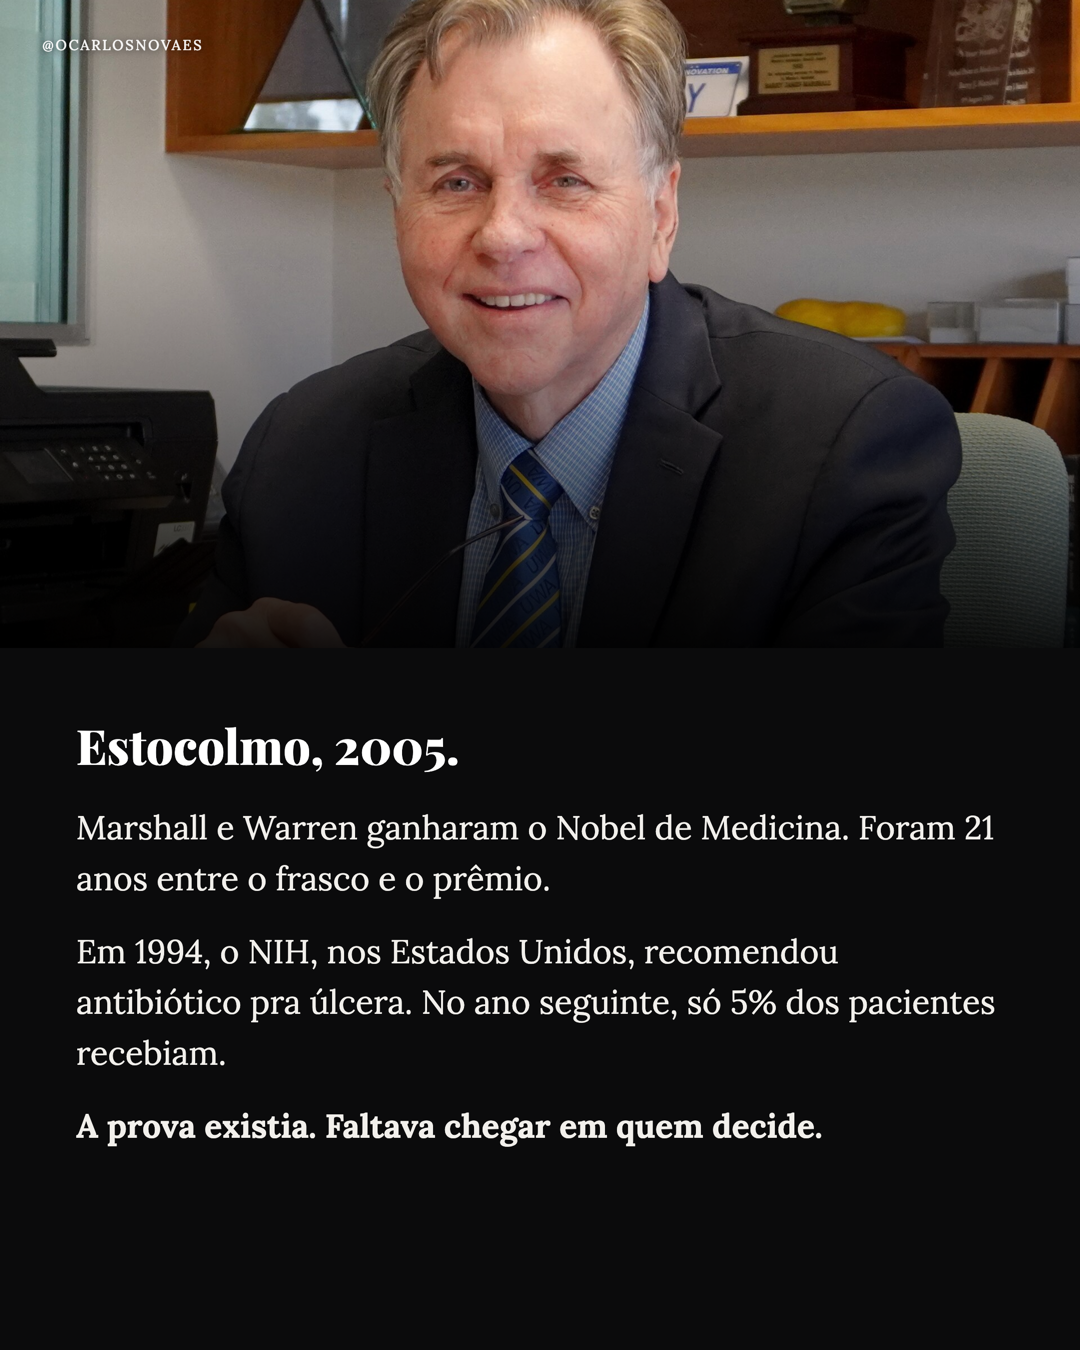 @OCARLOSNOVAES
NOVATION
Y
Estocolmo, 2005.
Marshall e Warren ganharam o Nobel de Medicina. Foram 21
anos entre o frasco e o prêmio.
Em 1994, o NIH, nos Estados Unidos, recomendou
antibiótico pra úlcera. No ano seguinte, só 5% dos pacientes
recebiam.
A prova existia. Faltava chegar em quem decide.